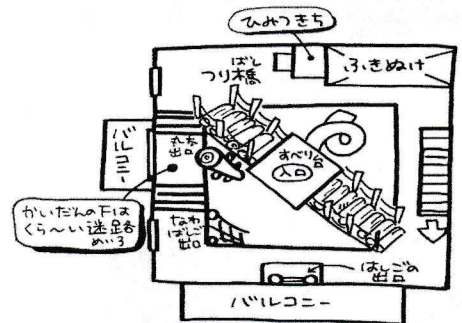 ひみつきち
ばし
つり橋
ふきぬけ
バルコニー
丸太
出口
すべり台
入口
かいだんの下は
くら〜い迷路
めいろ
なわ
ばしご
出口
はしごの
出口
バルコニー